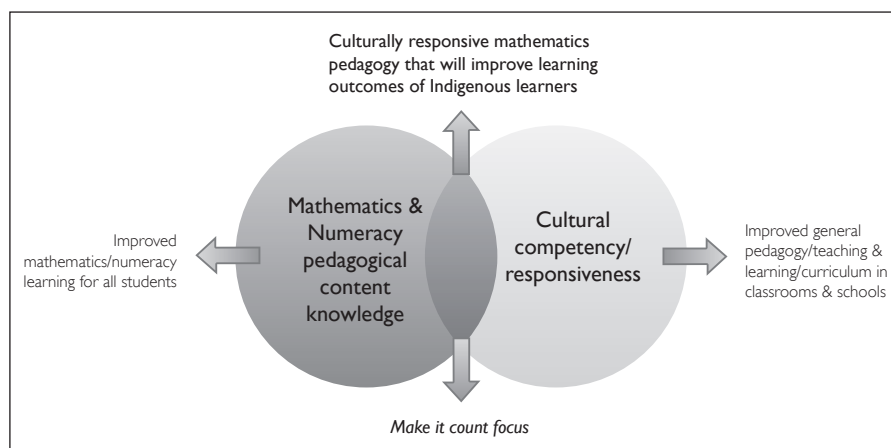 Culturally responsive mathematics
pedagogy that will improve learning
outcomes of Indigenous learners
Mathematics &
Numeracy
pedagogical
content
knowledge
Cultural
competency/
responsiveness
Improved
mathematics/numeracy
learning for all students
Improved general
pedagogy/teaching &
learning/curriculum in
classrooms & schools
Make it count focus